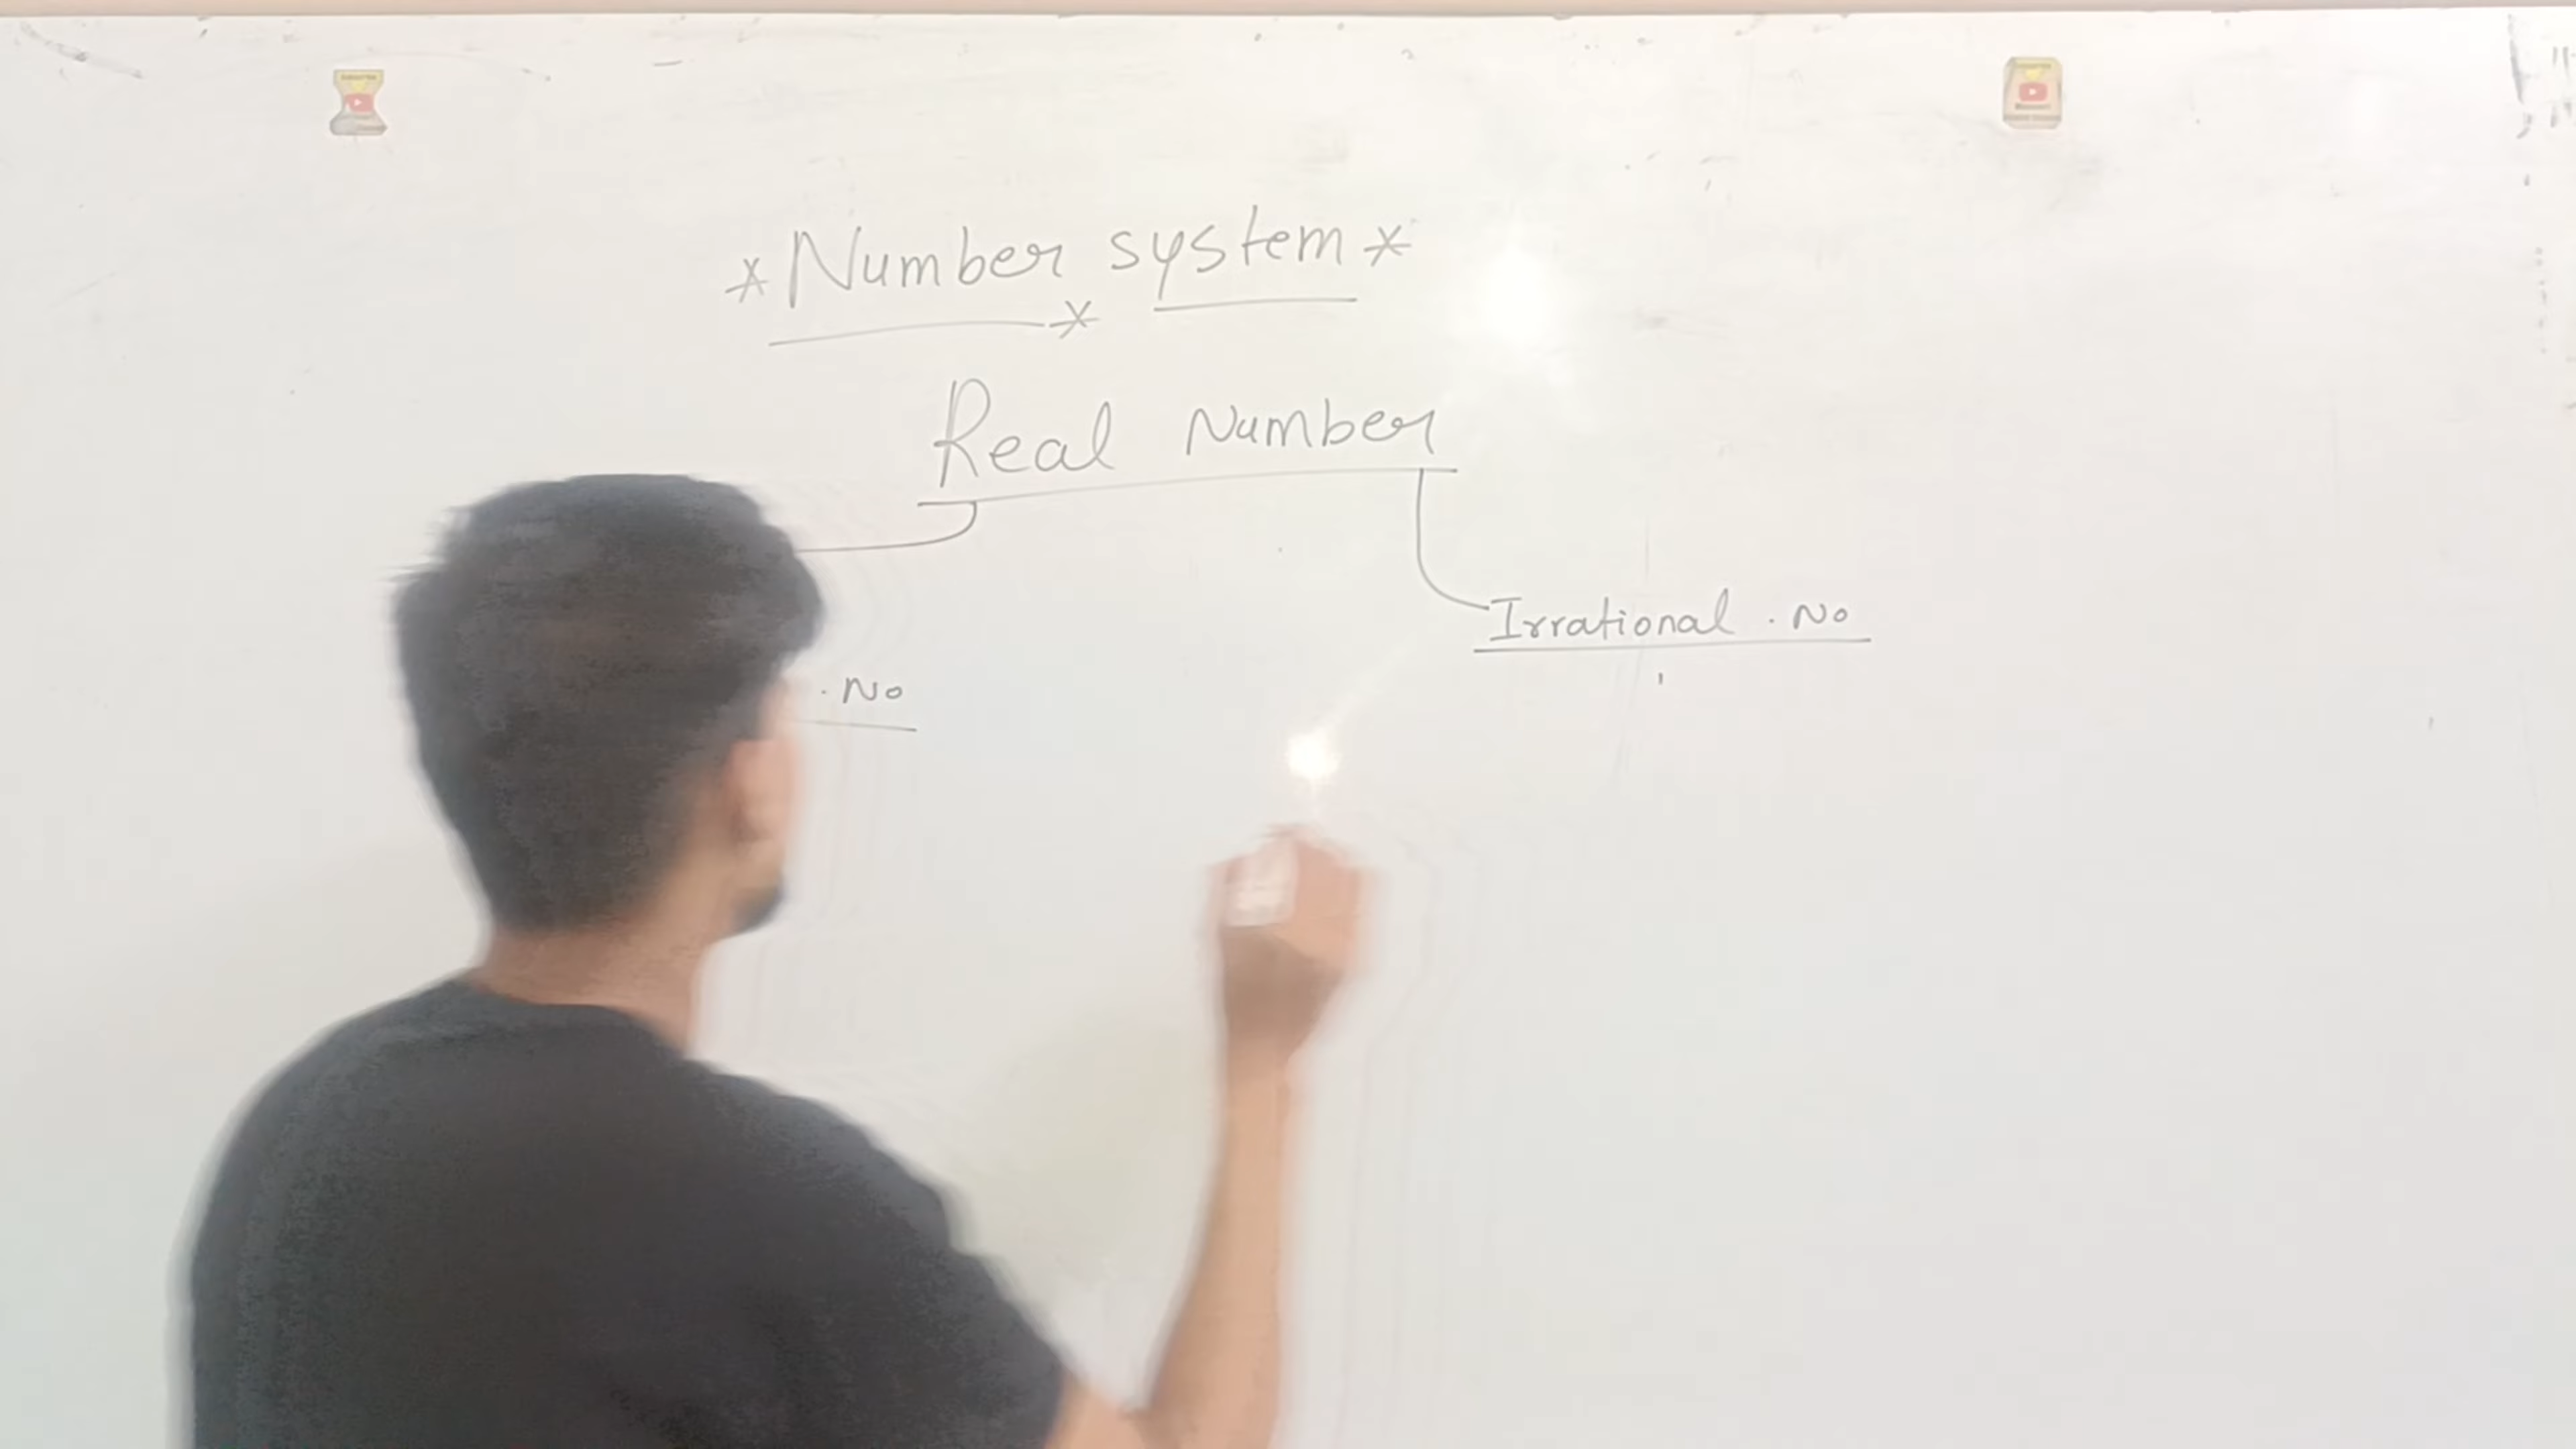 * Number system *
*
Real Number
Irrational . No
. No